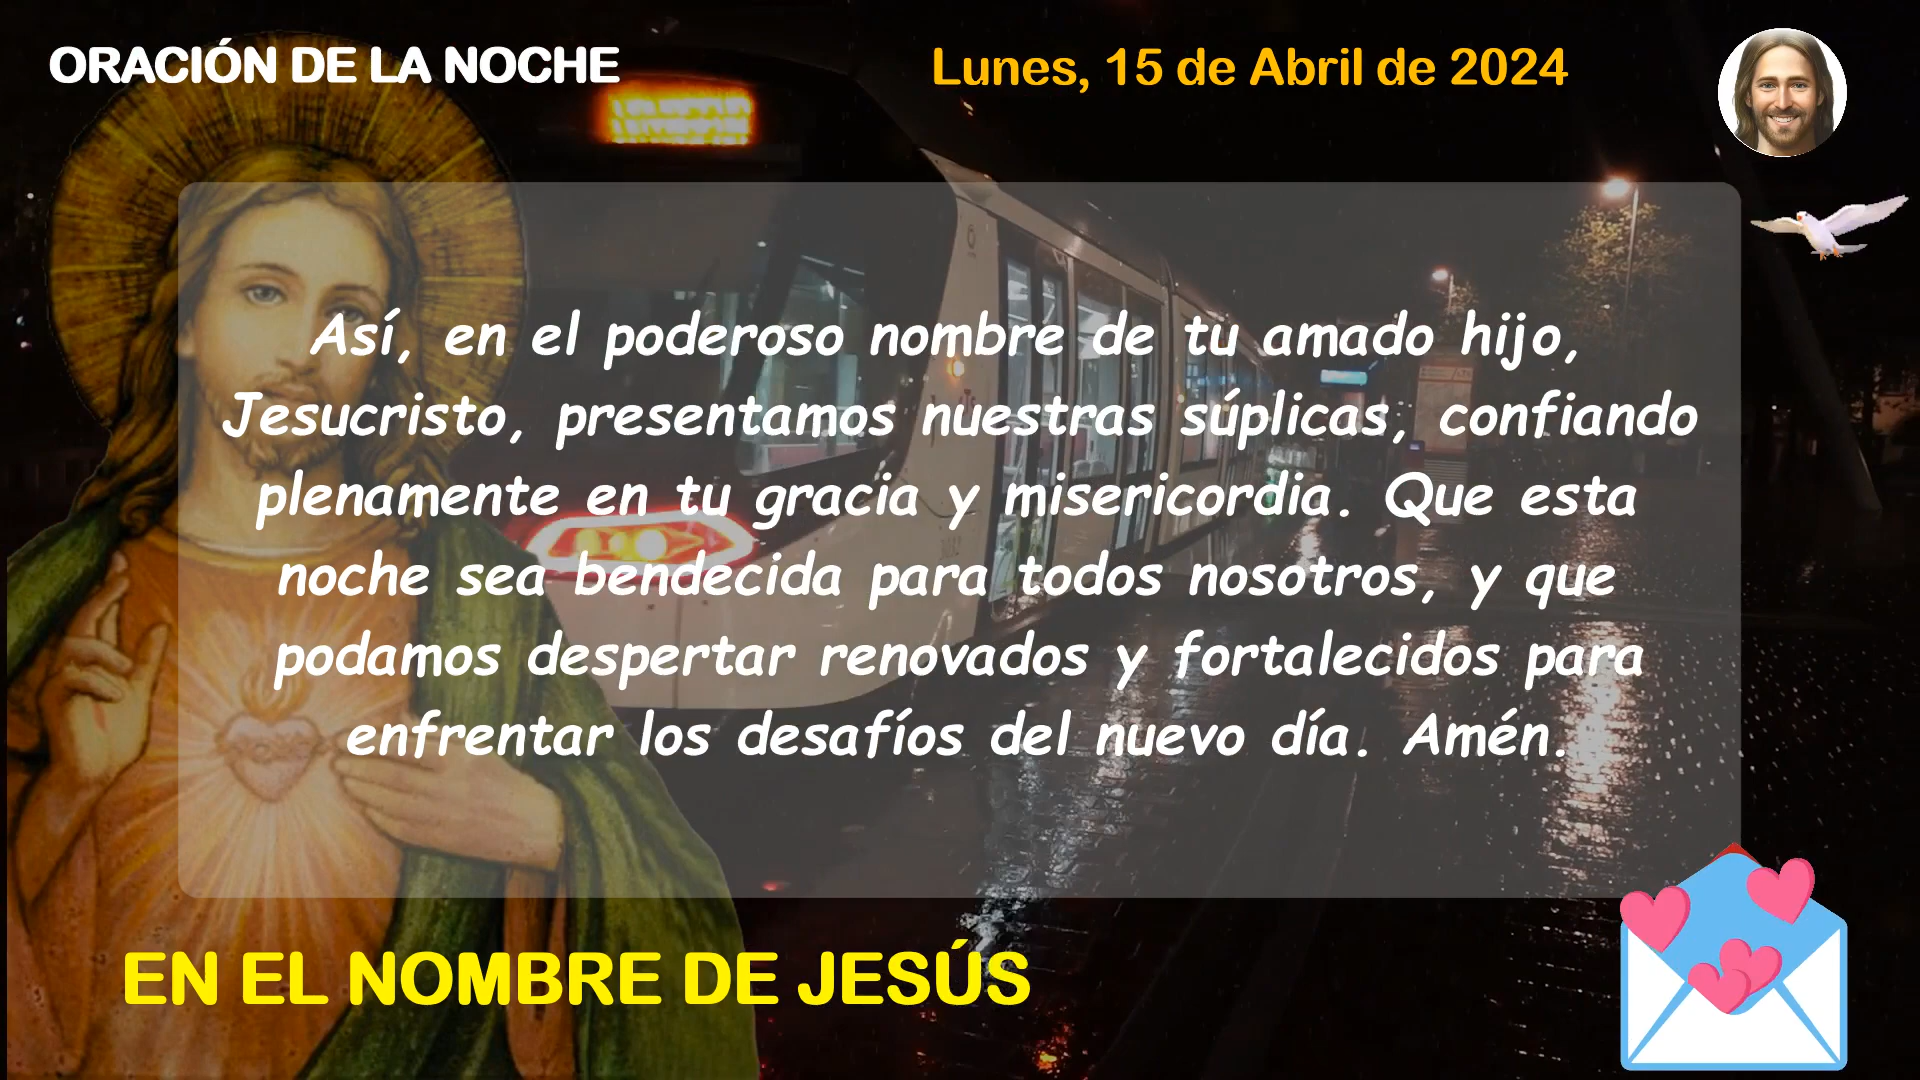 ORACIÓN DE LA NOCHE
Lunes, 15 de Abril de 2024
Así, en el poderoso nombre de tu amado hijo,
Jesucristo, presentamos nuestras súplicas, confiando
plenamente en tu gracia y misericordia. Que esta
noche sea bendecida para todos nosotros, y que
podamos despertar renovados y fortalecidos para
enfrentar los desafíos del nuevo día. Amén.
EN EL NOMBRE DE JESÚS